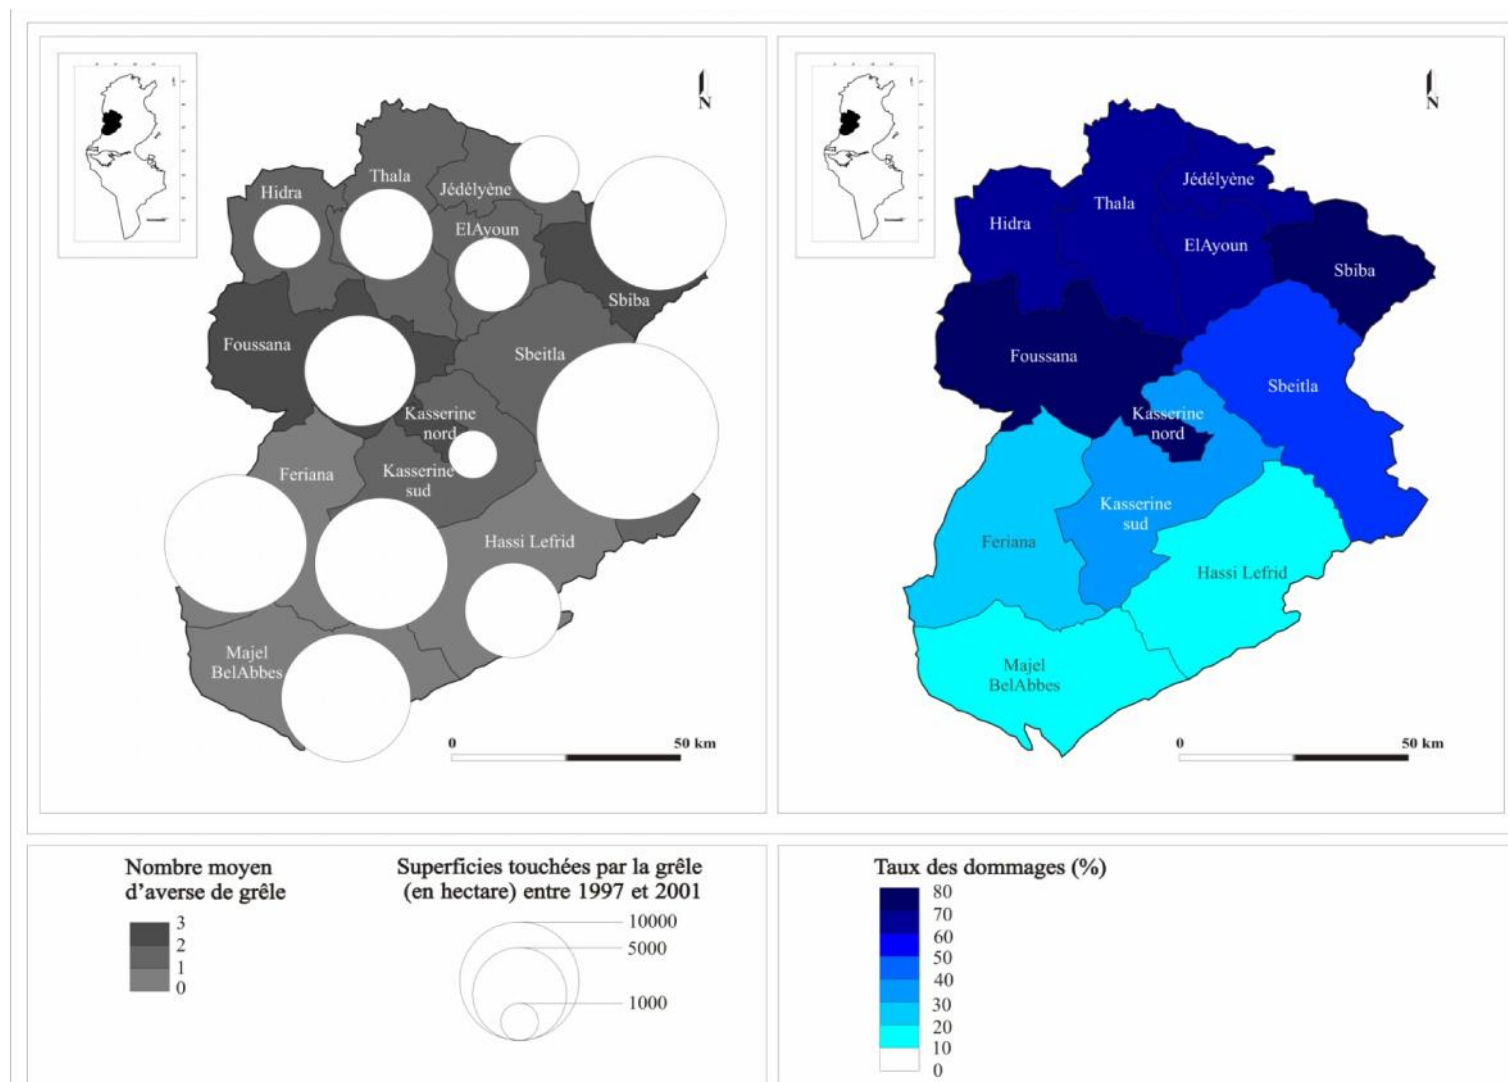 N
Hidra
Thala
Jédélyène
ElAyoun
Sbiba
Foussana
Sbeitla
Kasserine
nord
Kasserine
sud
Feriana
Hassi Lefrid
Majel
BelAbbes
0 50 km
N
Jédélyène
Thala
Hidra
ElAyoun
Sbiba
Foussana
Sbeitla
Kasserine
nord
Kasserine
sud
Feriana
Hassi Lefrid
Majel
BelAbbes
0 50 km
Nombre moyen
d'averse de grêle
3
2
1
0
Superficies touchées par la grêle
(en hectare) entre 1997 et 2001
10000
5000
1000
Taux des dommages (%)
80
70
60
50
40
30
20
10
0